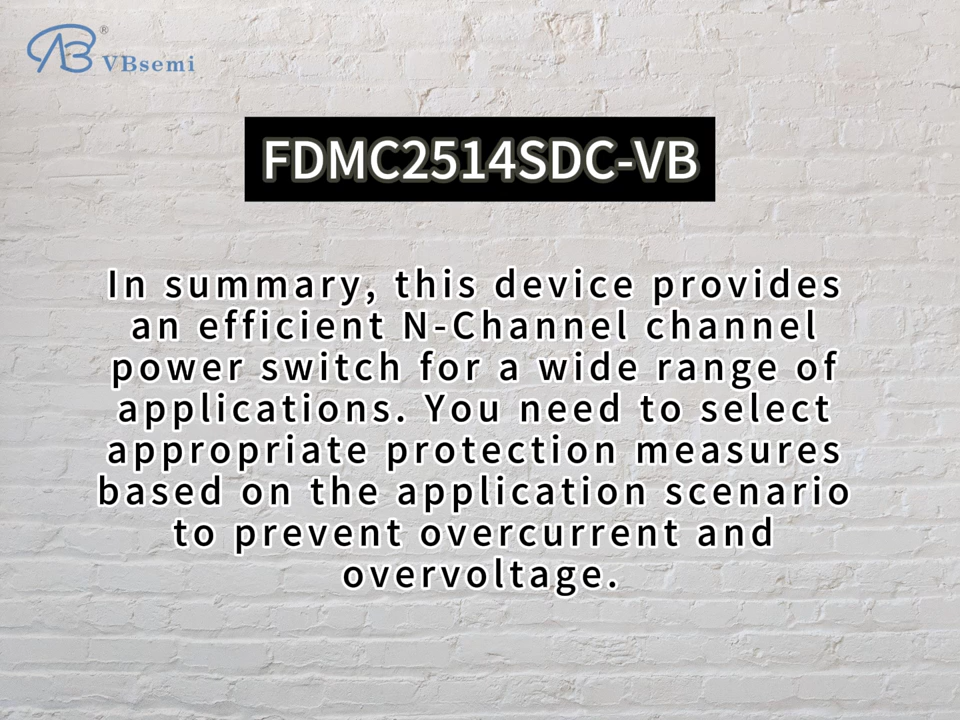 VBsemi
®
FDMC2514SDC-VB
In summary, this device provides
an efficient N-Channel channel
power switch for a wide range of
applications. You need to select
appropriate protection measures
based on the application scenario
to prevent overcurrent and
overvoltage.